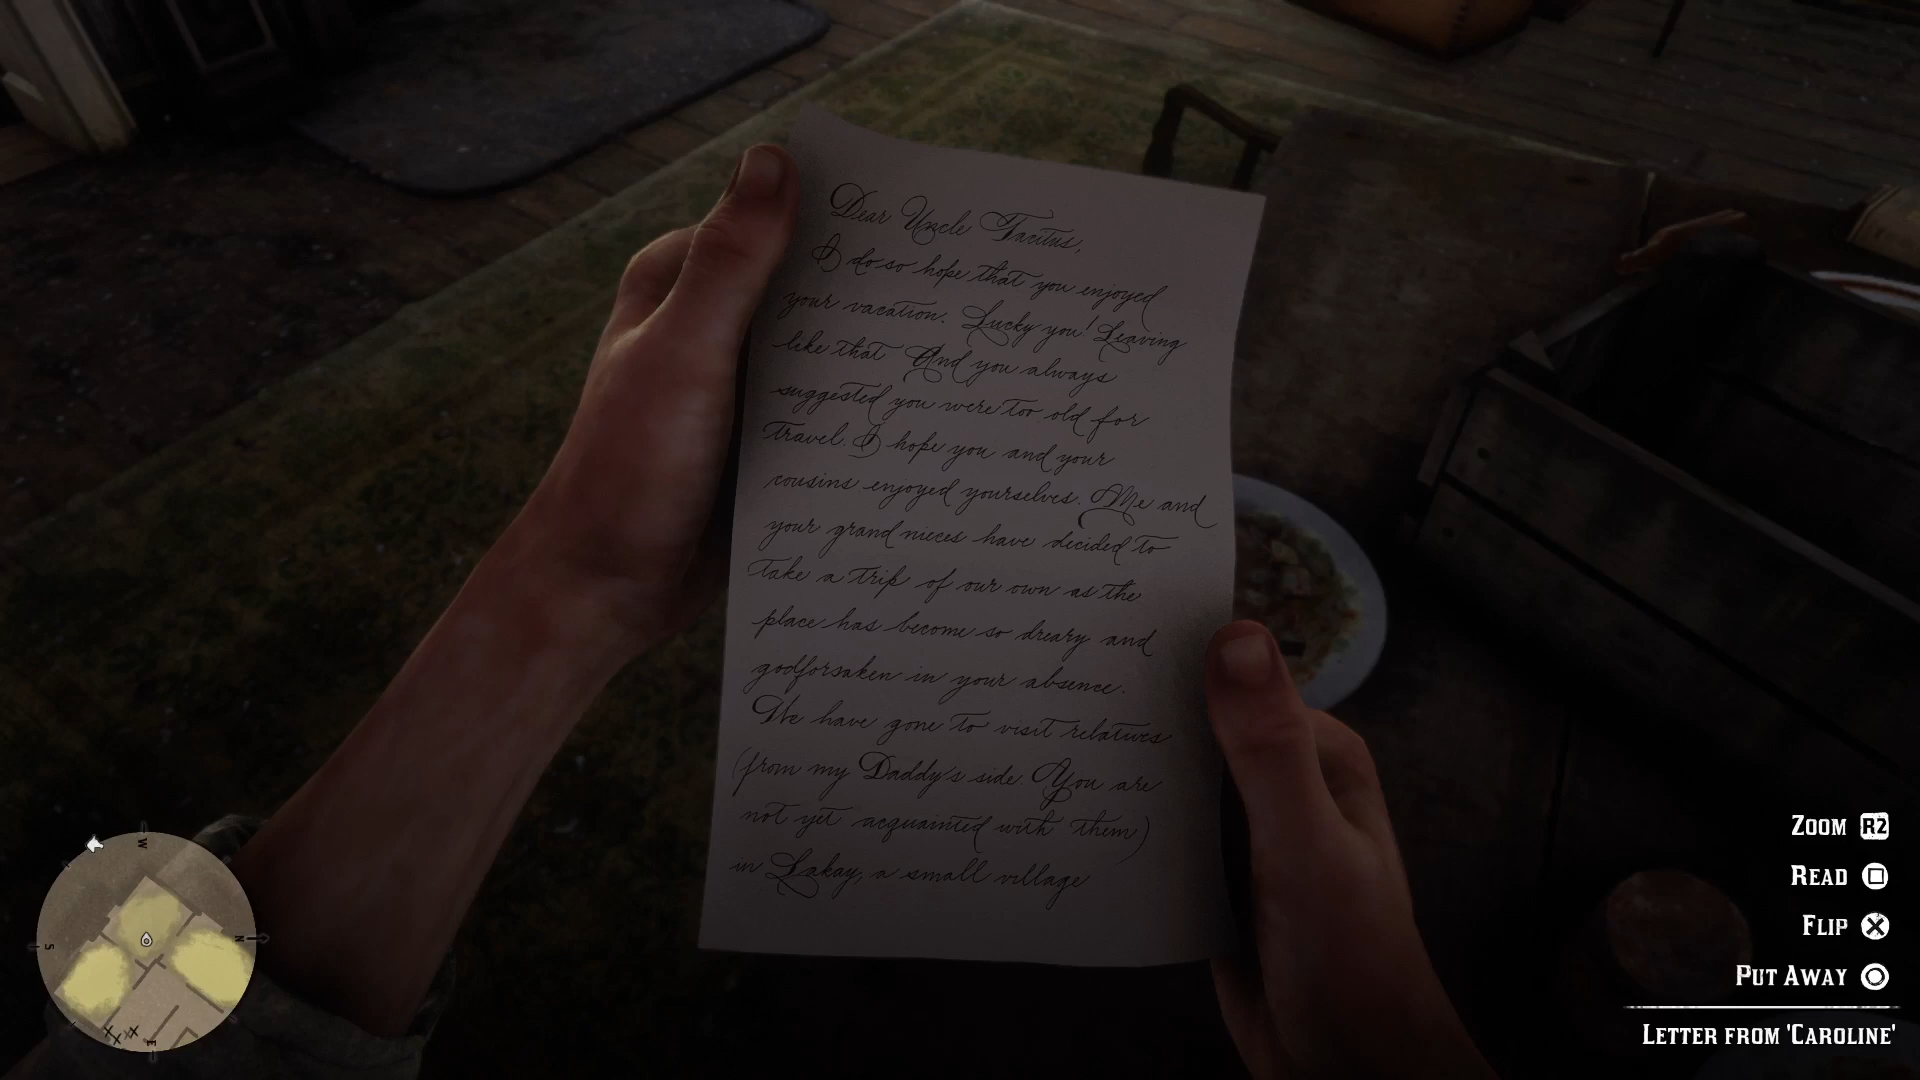 Dear Uncle Tacitus,
I do so hope that you enjoyed
your vacation. Lucky you! Leaving
like that And you always
suggested you were too old for
travel. I hope you and your
cousins enjoyed yourselves. Me and
your grand nieces have decided to
take a trip of our own as the
place has become so dreary and
godforsaken in your absence.
We have gone to visit relatives
(from my Daddy's side. You are
not yet acquainted with them)
in Lakay, a small village
W
S
N
E
ZOOM R2
READ
FLIP
PUT AWAY
LETTER FROM 'CAROLINE'